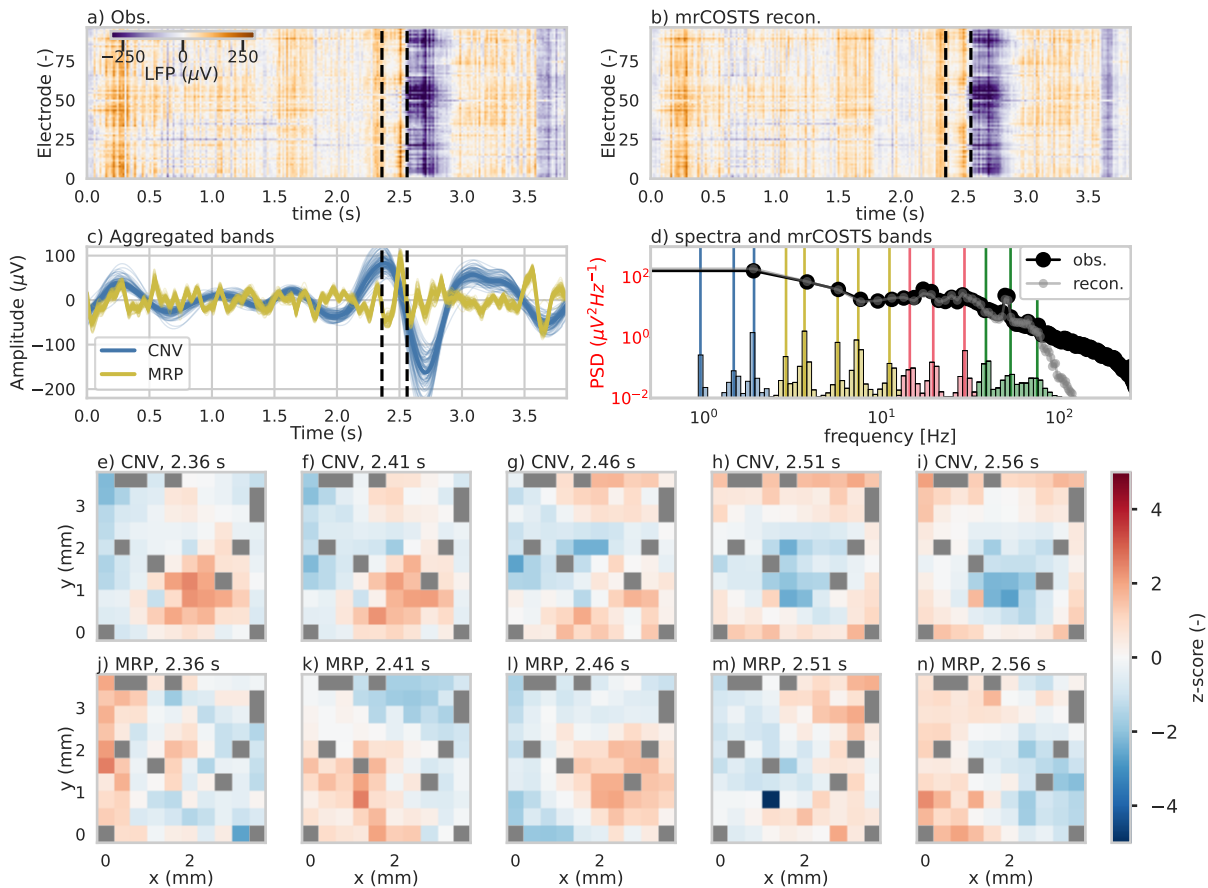 a) Obs.
b) mrCOSTS recon.
Electrode (-)
75
50
25
0
−250 0 250
LFP (μV)
0.0 0.5 1.0 1.5 2.0 2.5 3.0 3.5
time (s)
Electrode (-)
75
50
25
0
0.0 0.5 1.0 1.5 2.0 2.5 3.0 3.5
time (s)
c) Aggregated bands
Amplitude (μV)
100
0
−100
−200
CNV
MRP
0.0 0.5 1.0 1.5 2.0 2.5 3.0 3.5
Time (s)
d) spectra and mrCOSTS bands
PSD (μV²Hz⁻¹)
10²
10⁰
10⁻²
obs.
recon.
10⁰ 10¹ 10²
frequency [Hz]
e) CNV, 2.36 s
f) CNV, 2.41 s
g) CNV, 2.46 s
h) CNV, 2.51 s
i) CNV, 2.56 s
y (mm)
3
2
1
0
j) MRP, 2.36 s
k) MRP, 2.41 s
l) MRP, 2.46 s
m) MRP, 2.51 s
n) MRP, 2.56 s
y (mm)
3
2
1
0
0 2
x (mm)
0 2
x (mm)
0 2
x (mm)
0 2
x (mm)
0 2
x (mm)
4
2
0
−2
−4
z-score (-)